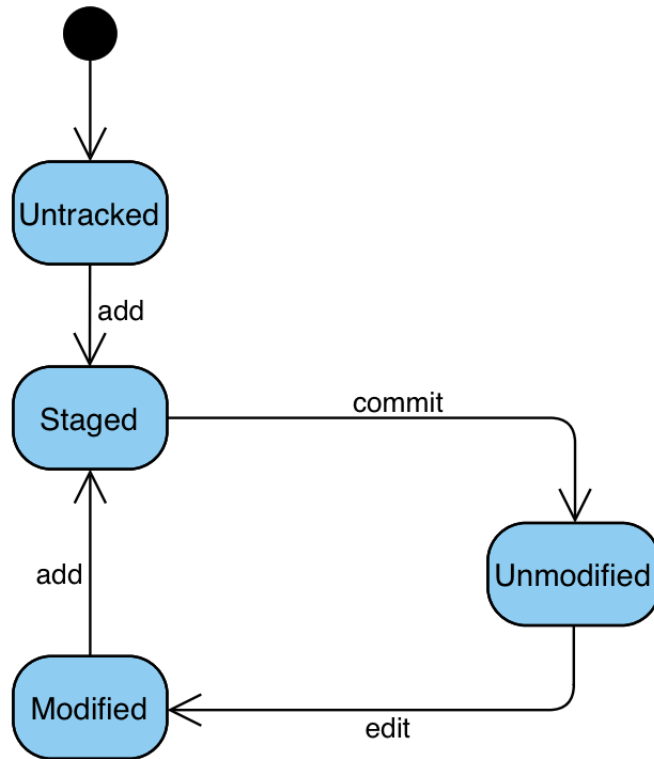 Untracked
add
Staged
commit
Unmodified
add
Modified
edit